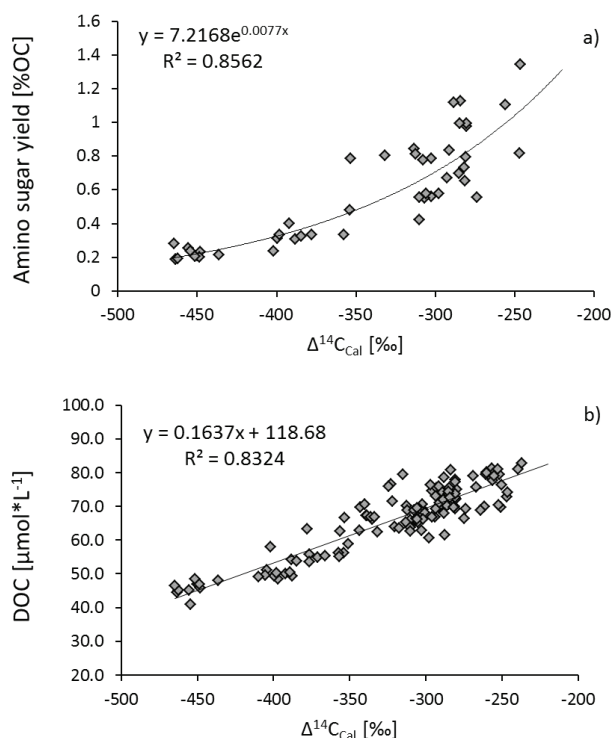 y = 7.2168e^0.0077x
R² = 0.8562
a)
Amino sugar yield [%OC]
1.6
1.4
1.2
1
0.8
0.6
0.4
0.2
0
-500 -450 -400 -350 -300 -250 -200
Δ¹⁴C_Cal [‰]
y = 0.1637x + 118.68
R² = 0.8324
b)
DOC [µmol*L⁻¹]
100.0
90.0
80.0
70.0
60.0
50.0
40.0
30.0
20.0
-500 -450 -400 -350 -300 -250 -200
Δ¹⁴C_Cal [‰]